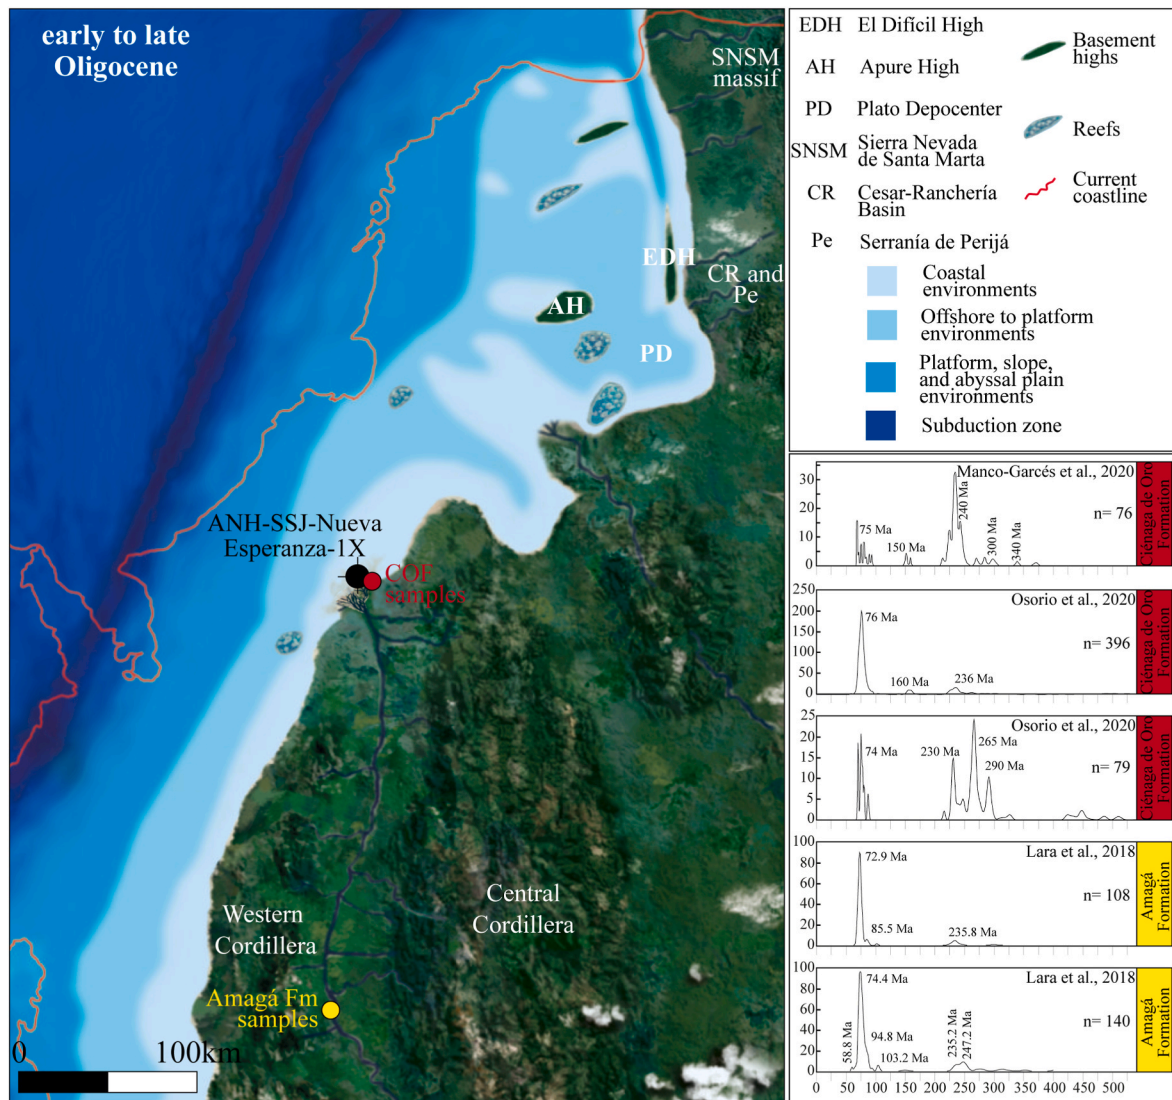 early to late
Oligocene
SNSM
massif
EDH
CR and
Pe
AH
PD
ANH-SSJ-Nueva
Esperanza-1X
COF
samples
Western
Cordillera
Central
Cordillera
Amagá Fm
samples
0 100km
EDH El Difícil High
AH Apure High
PD Plato Depocenter
SNSM Sierra Nevada
de Santa Marta
CR Cesar-Ranchería
Basin
Pe Serranía de Perijá
Basement
highs
Reefs
Current
coastline
Coastal
environments
Offshore to platform
environments
Platform, slope,
and abyssal plain
environments
Subduction zone
Manco-Garcés et al., 2020
n= 76
30
20
10
0
75 Ma
150 Ma
240 Ma
300 Ma
340 Ma
Ciénaga de Oro
Formation
Osorio et al., 2020
n= 396
250
200
150
100
50
0
76 Ma
160 Ma
236 Ma
Ciénaga de Oro
Formation
Osorio et al., 2020
n= 79
25
20
15
10
5
0
74 Ma
230 Ma
265 Ma
290 Ma
Ciénaga de Oro
Formation
Lara et al., 2018
n= 108
100
80
60
40
20
0
72.9 Ma
85.5 Ma
235.8 Ma
Amagá
Formation
Lara et al., 2018
n= 140
100
80
60
40
20
0
58.8 Ma
74.4 Ma
94.8 Ma
103.2 Ma
235.2 Ma
247.2 Ma
Amagá
Formation
0 50 100 150 200 250 300 350 400 450 500